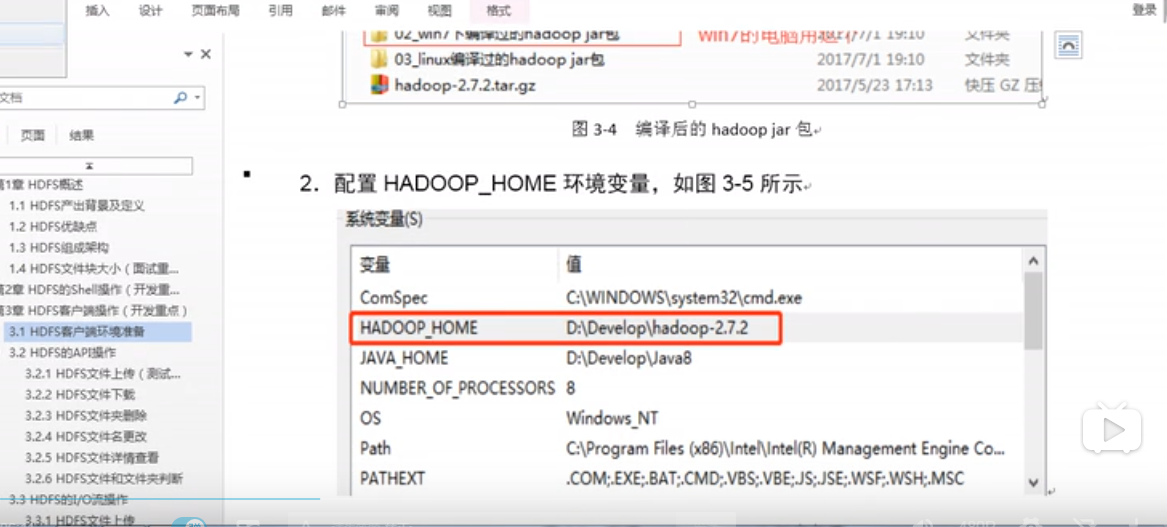 插入 设计 页面布局 引用 邮件 审阅 视图 格式 登录
02_win7下编译过的hadoop jar包 2017/7/1 19:10 文件夹
03_linux编译过的hadoop jar包 2017/7/1 19:10 文件夹
hadoop-2.7.2.tar.gz 2017/5/23 17:13 快压 GZ 压
图 3-4 编译后的 hadoop jar 包
文档
页面 结果
第1章 HDFS概述
1.1 HDFS产出背景及定义
1.2 HDFS优缺点
1.3 HDFS组成架构
1.4 HDFS文件块大小（面试重...
第2章 HDFS的Shell操作（开发重...
第3章 HDFS客户端操作（开发重点）
3.1 HDFS客户端环境准备
3.2 HDFS的API操作
3.2.1 HDFS文件上传（测试...
3.2.2 HDFS文件下载
3.2.3 HDFS文件夹删除
3.2.4 HDFS文件名更改
3.2.5 HDFS文件详情查看
3.2.6 HDFS文件和文件夹判断
3.3 HDFS的I/O流操作
3.3.1 HDFS文件上传
2. 配置 HADOOP_HOME 环境变量，如图 3-5 所示
系统变量(S)
变量 值
ComSpec C:\WINDOWS\system32\cmd.exe
HADOOP_HOME D:\Develop\hadoop-2.7.2
JAVA_HOME D:\Develop\Java8
NUMBER_OF_PROCESSORS 8
OS Windows_NT
Path C:\Program Files (x86)\Intel\Intel(R) Management Engine Co...
PATHEXT .COM;.EXE;.BAT;.CMD;.VBS;.VBE;.JS;.JSE;.WSF;.WSH;.MSC